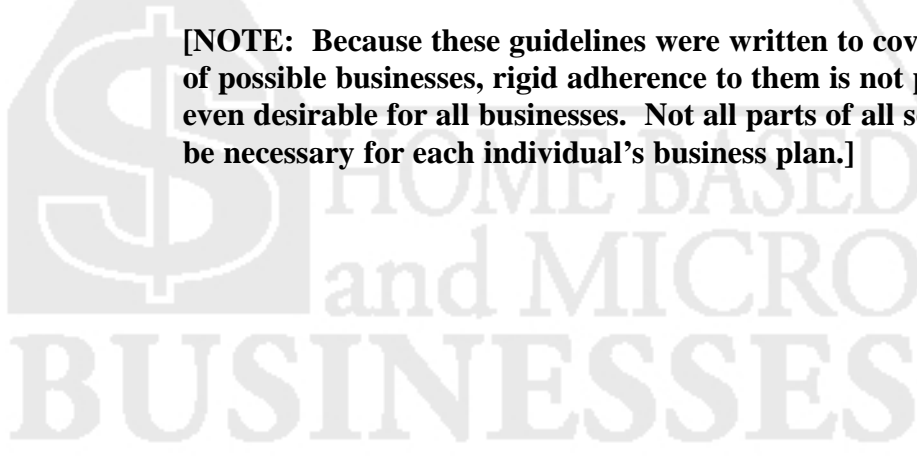 [NOTE:  Because these guidelines were written to cov
of possible businesses, rigid adherence to them is not
even desirable for all businesses.  Not all parts of all
be necessary for each individual's business plan.]
$
HOME BASED
and MICRO
BUSINESSES